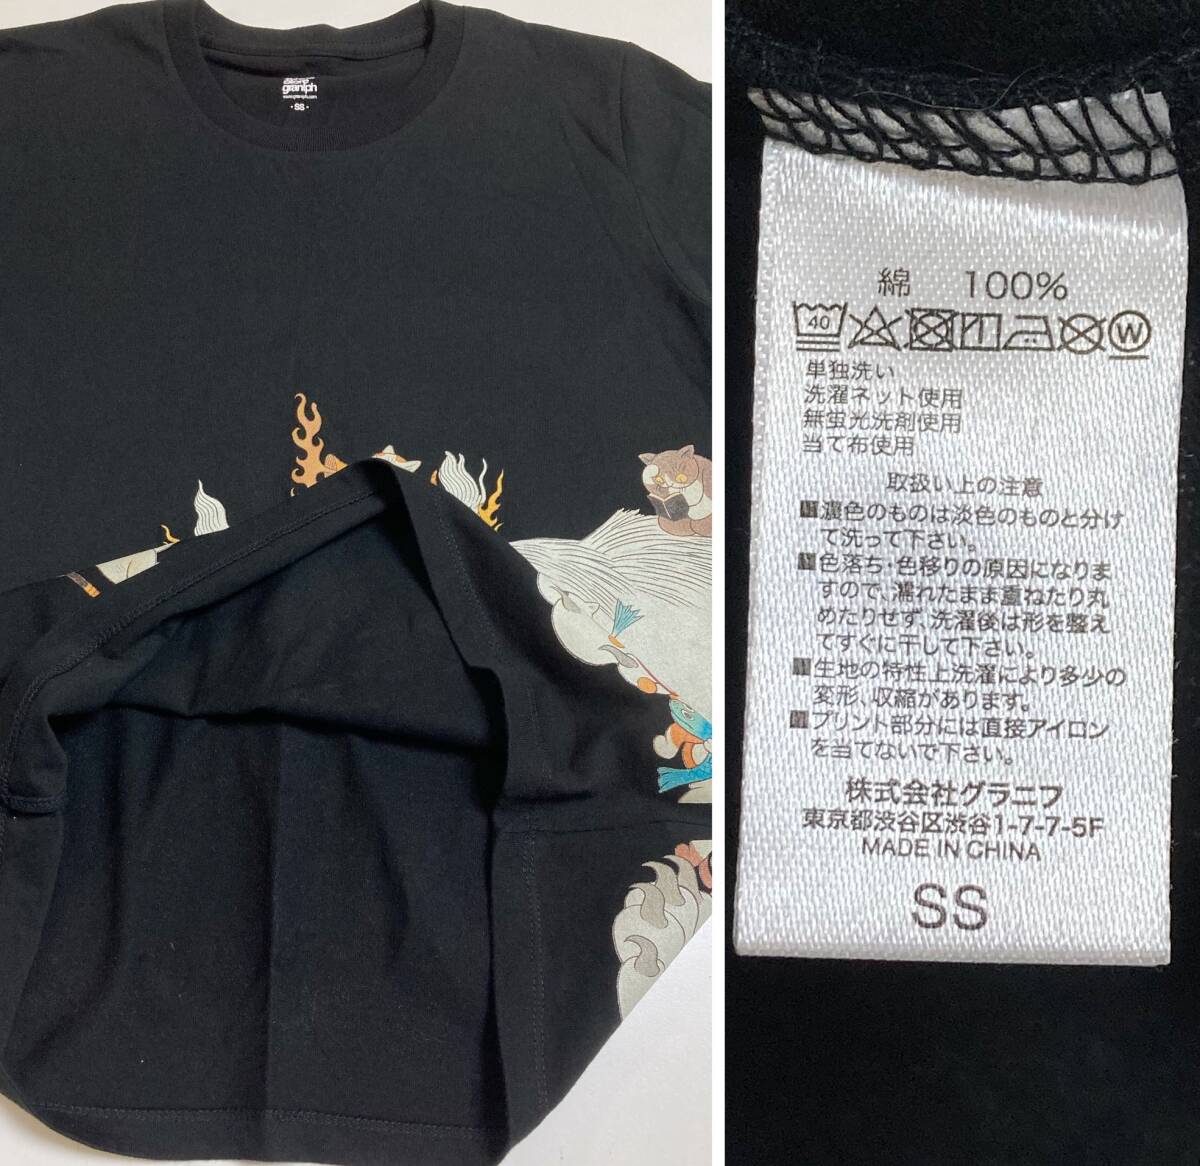 graniph
www.graniph.com
・SS・
綿 100%
40
W
単独洗い
洗濯ネット使用
無蛍光洗剤使用
当て布使用
取扱い上の注意
濃色のものは淡色のものと分け
て洗って下さい。
色落ち・色移りの原因になりま
すので、濡れたまま重ねたり丸
めたりせず、洗濯後は形を整え
てすぐに干して下さい。
生地の特性上洗濯により多少の
変形、収縮があります。
プリント部分には直接アイロン
を当てないで下さい。
株式会社グラニフ
東京都渋谷区渋谷1-7-7-5F
MADE IN CHINA
SS